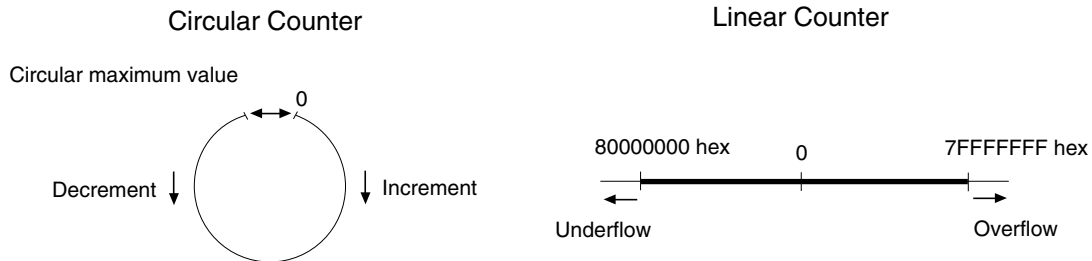 Circular Counter
Circular maximum value
0
Decrement
Increment
Linear Counter
80000000 hex
0
7FFFFFFF hex
Underflow
Overflow